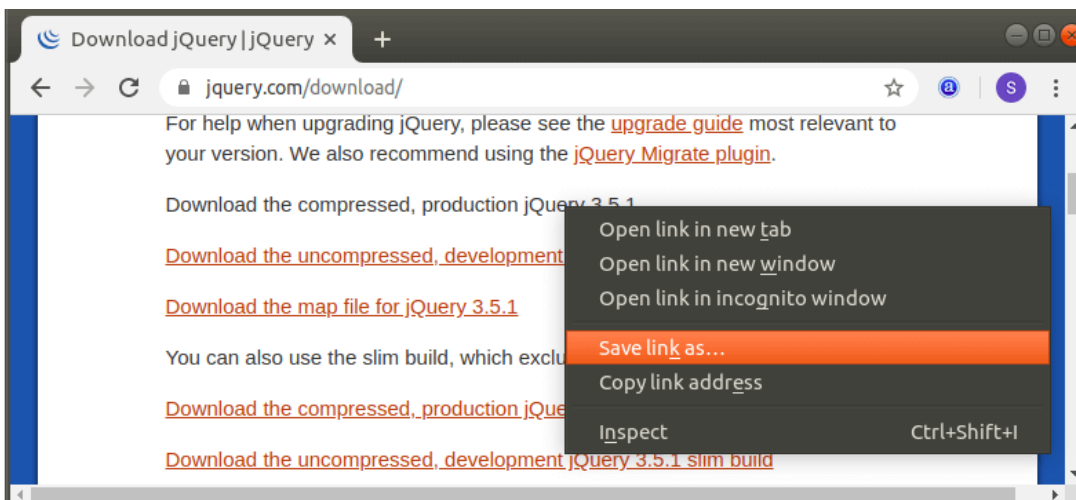 Download jQuery | jQuery × +
jquery.com/download/
a
S
For help when upgrading jQuery, please see the upgrade guide most relevant to
your version. We also recommend using the jQuery Migrate plugin.
Download the compressed, production jQuery 3.5.1
Download the uncompressed, development
Download the map file for jQuery 3.5.1
You can also use the slim build, which exclu
Download the compressed, production jQue
Download the uncompressed, development jQuery 3.5.1 slim build
Open link in new tab
Open link in new window
Open link in incognito window
Save link as...
Copy link address
Inspect Ctrl+Shift+I